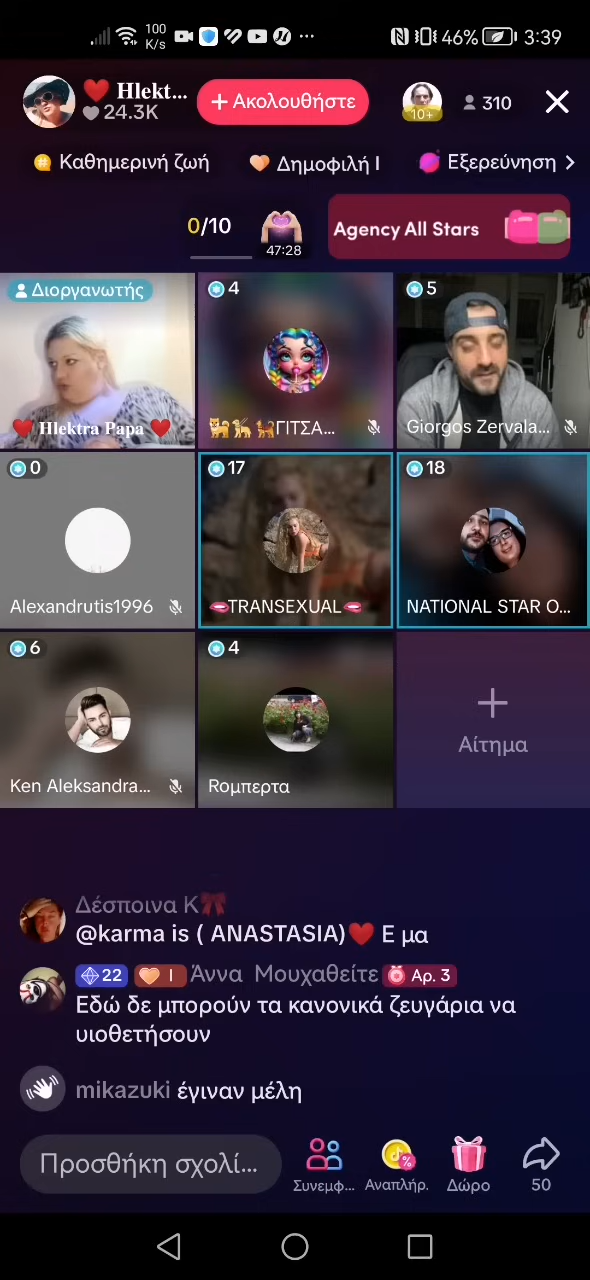 100 K/s
46%
3:39
❤️ Hlekt...
24.3K
+ Ακολουθήστε
10+
310
Καθημερινή ζωή
Δημοφιλή Ι
Εξερεύνηση
0/10
47:28
Agency All Stars
Διοργανωτής
❤️ Hlektra Papa ❤️
4
ΓΙΤΣΑ...
5
Giorgos Zervala...
0
Alexandrutis1996
17
👄TRANSEXUAL👄
18
NATIONAL STAR O...
6
Ken Aleksandra...
4
Ρομπερτα
Αίτημα
Δέσποινα Κ🎀
@karma is ( ANASTASIA)❤️ Ε μα
22 Ι Άννα Μουχαθείτε Αρ. 3
Εδώ δε μπορούν τα κανονικά ζευγάρια να
υιοθετήσουν
mikazuki έγιναν μέλη
Προσθήκη σχολί...
Συνεμφ...
Αναπλήρ.
Δώρο
50